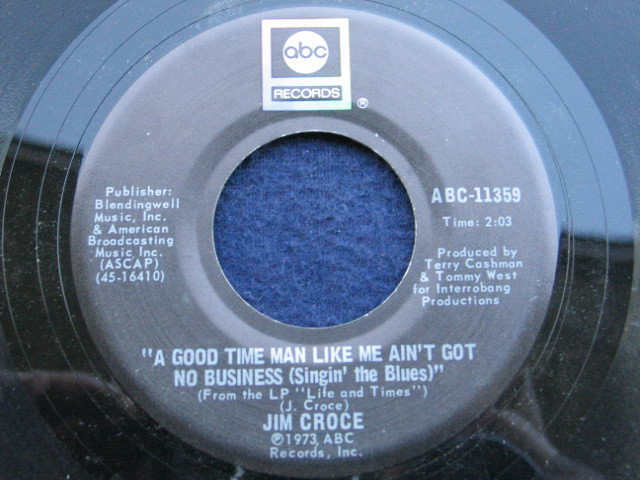 abc
RECORDS
®
Publisher:
Blendingwell
Music, Inc.
& American
Broadcasting
Music Inc.
(ASCAP)
(45-16410)
ABC-11359
Time: 2:03
Produced by
Terry Cashman
& Tommy West
for Interrobang
Productions
"A GOOD TIME MAN LIKE ME AIN'T GOT
NO BUSINESS (Singin' the Blues)"
(From the LP "Life and Times")
(J. Croce)
JIM CROCE
℗1973, ABC
Records, Inc.